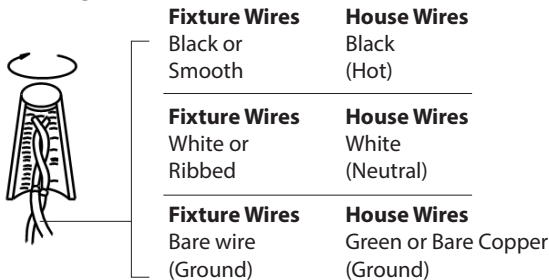 Fixture Wires House Wires
Black or Black
Smooth (Hot)
Fixture Wires House Wires
White or White
Ribbed (Neutral)
Fixture Wires House Wires
Bare wire Green or Bare Copper
(Ground) (Ground)